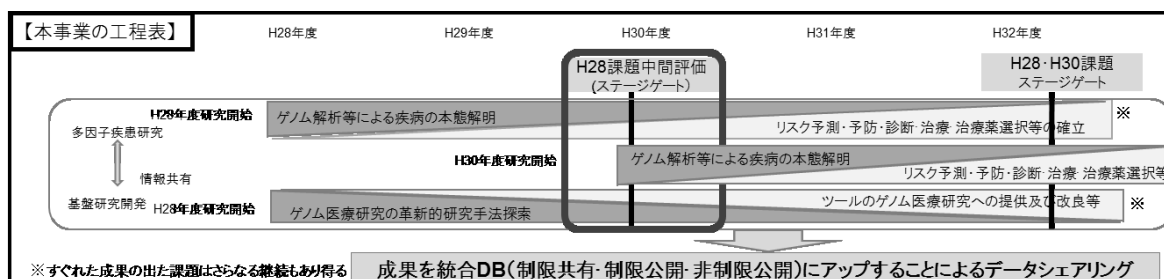 【本事業の工程表】
H28年度
H29年度
H30年度
H31年度
H32年度
H28課題中間評価
(ステージゲート)
H28・H30課題
ステージゲート
H28年度研究開始
多因子疾患研究
ゲノム解析等による疾病の本態解明
リスク予測・予防・診断・治療・治療薬選択等の確立
※
H30年度研究開始
ゲノム解析等による疾病の本態解明
リスク予測・予防・診断・治療・治療薬選択等
情報共有
基盤研究開発
H28年度研究開始
ゲノム医療研究の革新的研究手法探索
ツールのゲノム医療研究への提供及び改良等
※
※すぐれた成果の出た課題はさらなる継続もあり得る
成果を統合DB(制限共有・制限公開・非制限公開)にアップすることによるデータシェアリング